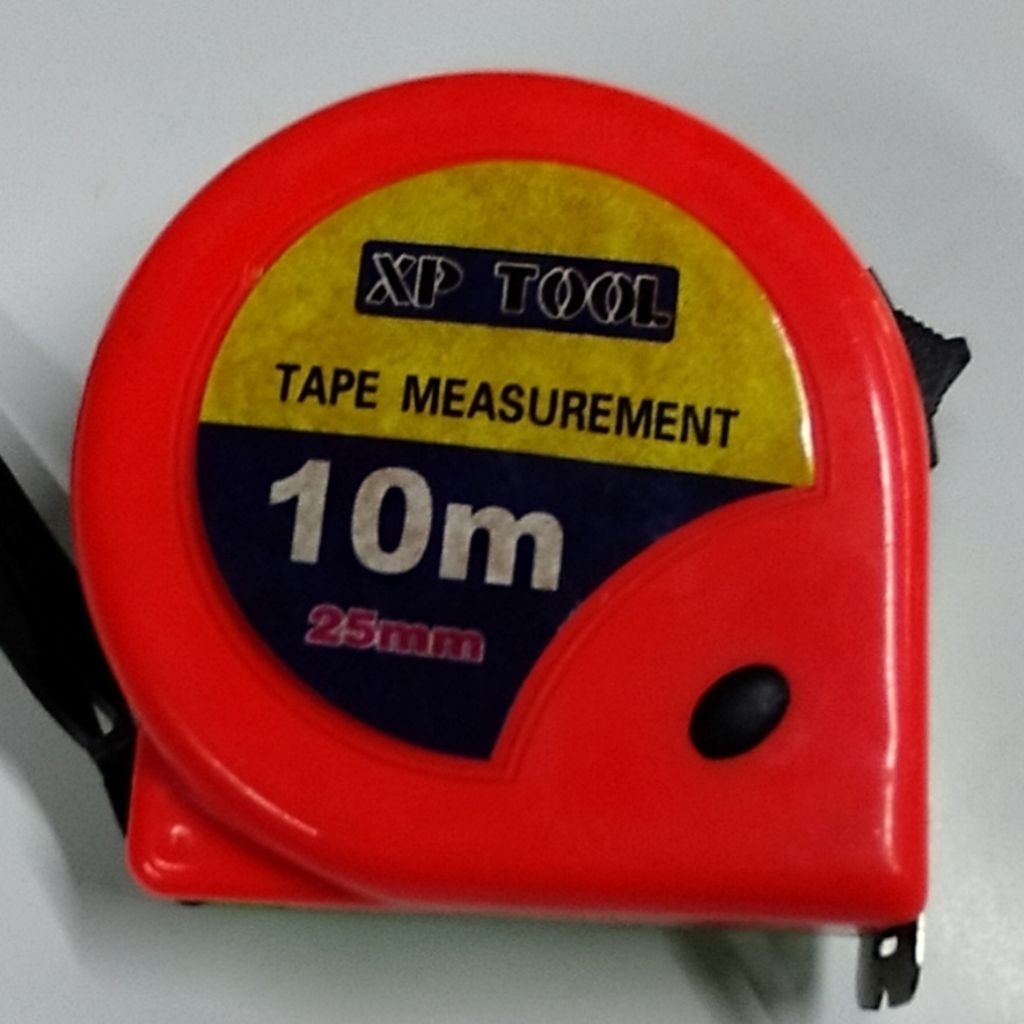 XP TOOL
TAPE MEASUREMENT
10m
25mm